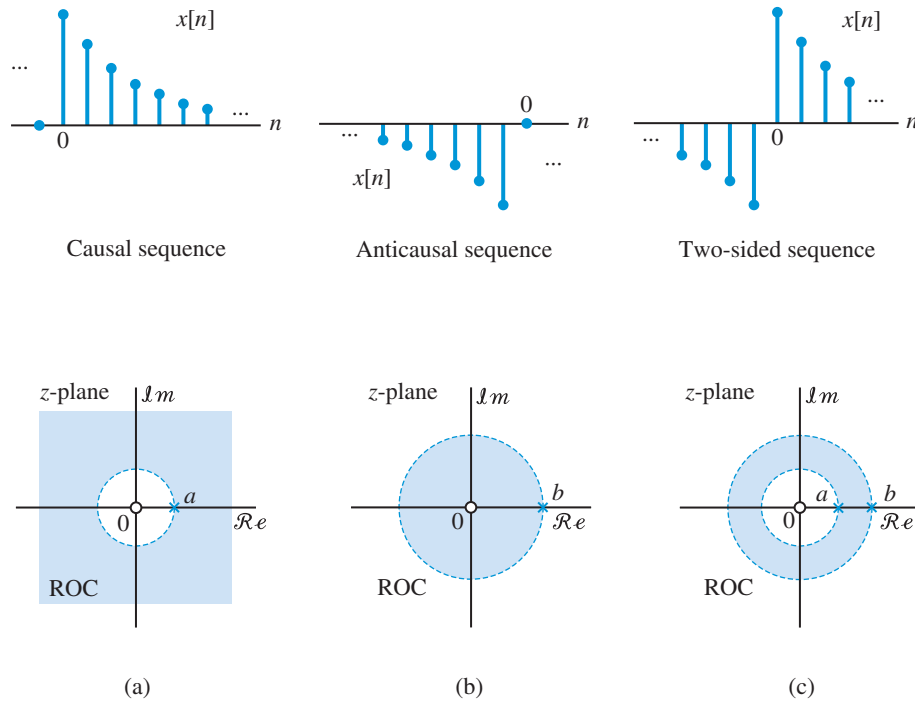 x[n]
...
...
0
n
Causal sequence
0
n
...
...
x[n]
Anticausal sequence
x[n]
...
...
0
n
Two-sided sequence
z-plane
ℐm
a
0
ℛe
ROC
(a)
z-plane
ℐm
b
0
ℛe
ROC
(b)
z-plane
ℐm
a
b
0
ℛe
ROC
(c)